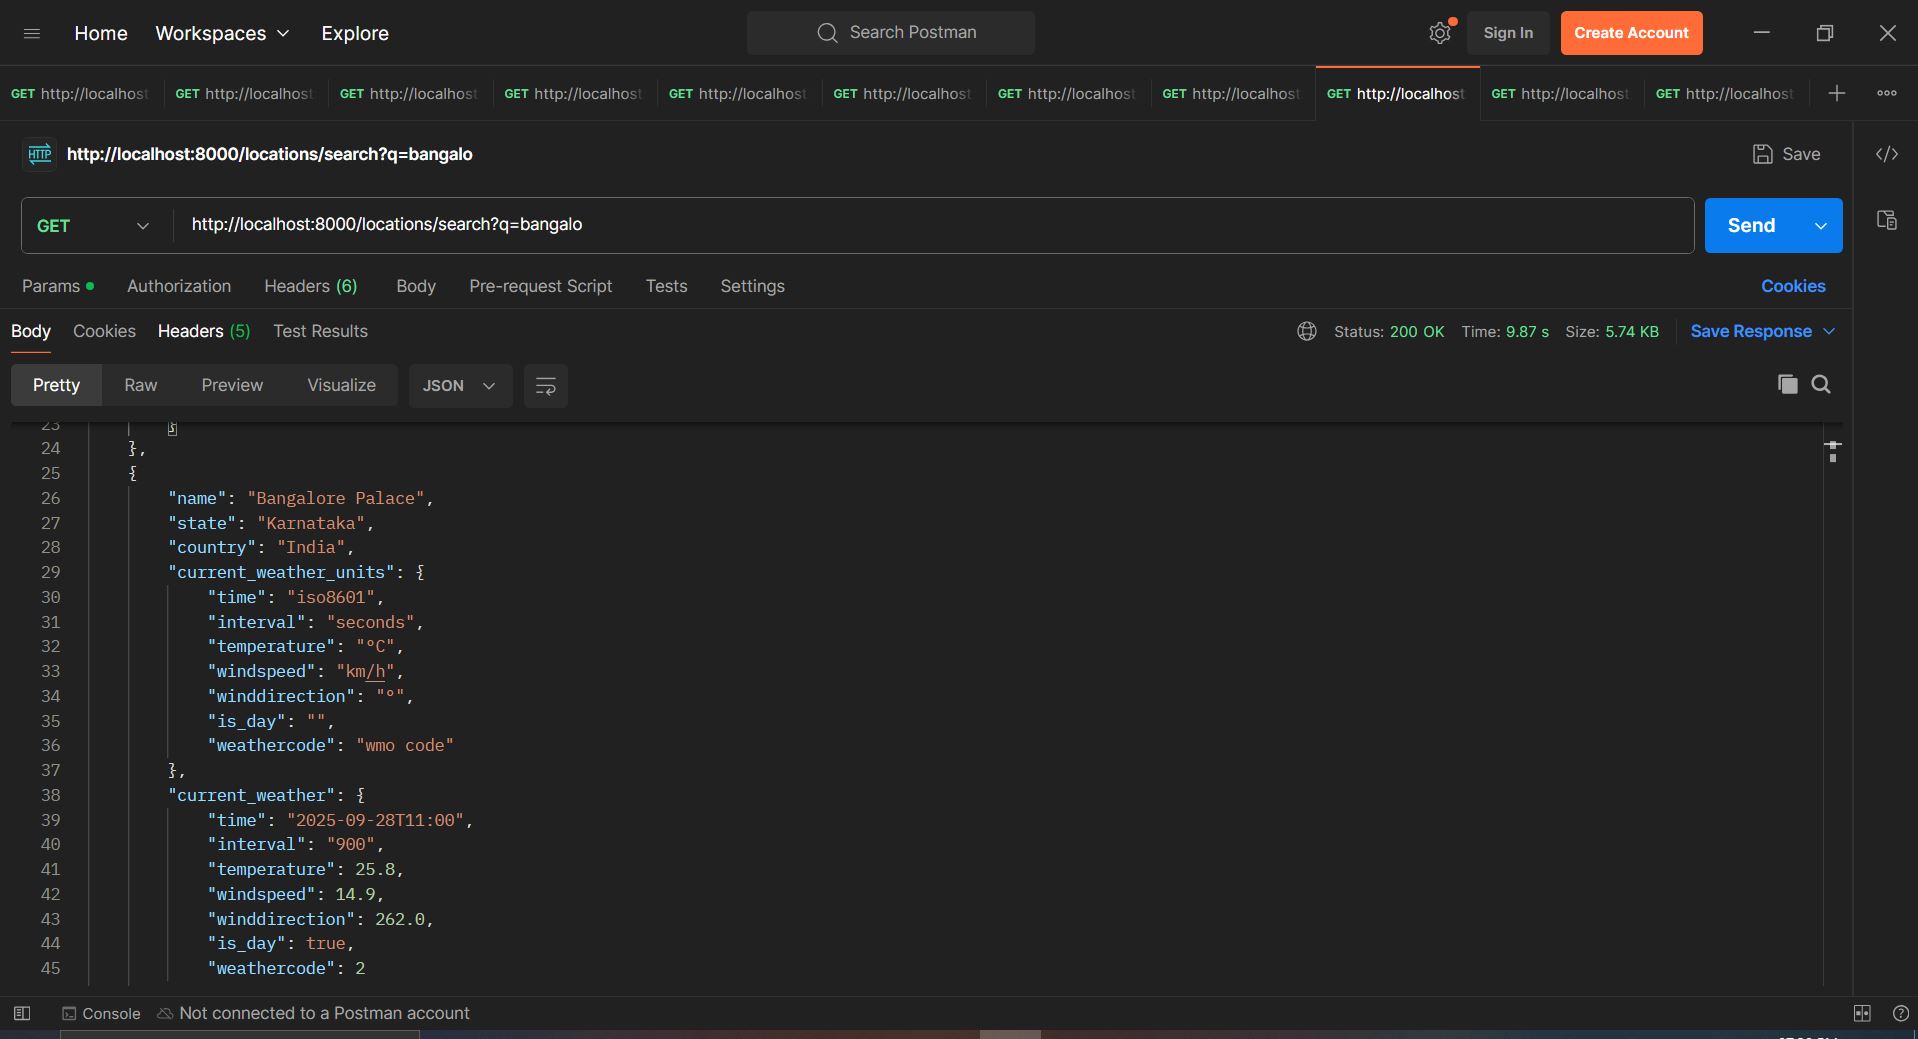 Home Workspaces Explore Search Postman Sign In Create Account
GET http://localhost GET http://localhost GET http://localhost GET http://localhost GET http://localhost GET http://localhost GET http://localhost GET http://localhost GET http://localhost GET http://localhost GET http://localhost
HTTP http://localhost:8000/locations/search?q=bangalo Save </>
GET http://localhost:8000/locations/search?q=bangalo Send
Params Authorization Headers (6) Body Pre-request Script Tests Settings Cookies
Body Cookies Headers (5) Test Results Status: 200 OK Time: 9.87 s Size: 5.74 KB Save Response
Pretty Raw Preview Visualize JSON
23 }
24 },
25 {
26 "name": "Bangalore Palace",
27 "state": "Karnataka",
28 "country": "India",
29 "current_weather_units": {
30 "time": "iso8601",
31 "interval": "seconds",
32 "temperature": "°C",
33 "windspeed": "km/h",
34 "winddirection": "°",
35 "is_day": "",
36 "weathercode": "wmo code"
37 },
38 "current_weather": {
39 "time": "2025-09-28T11:00",
40 "interval": "900",
41 "temperature": 25.8,
42 "windspeed": 14.9,
43 "winddirection": 262.0,
44 "is_day": true,
45 "weathercode": 2
Console Not connected to a Postman account